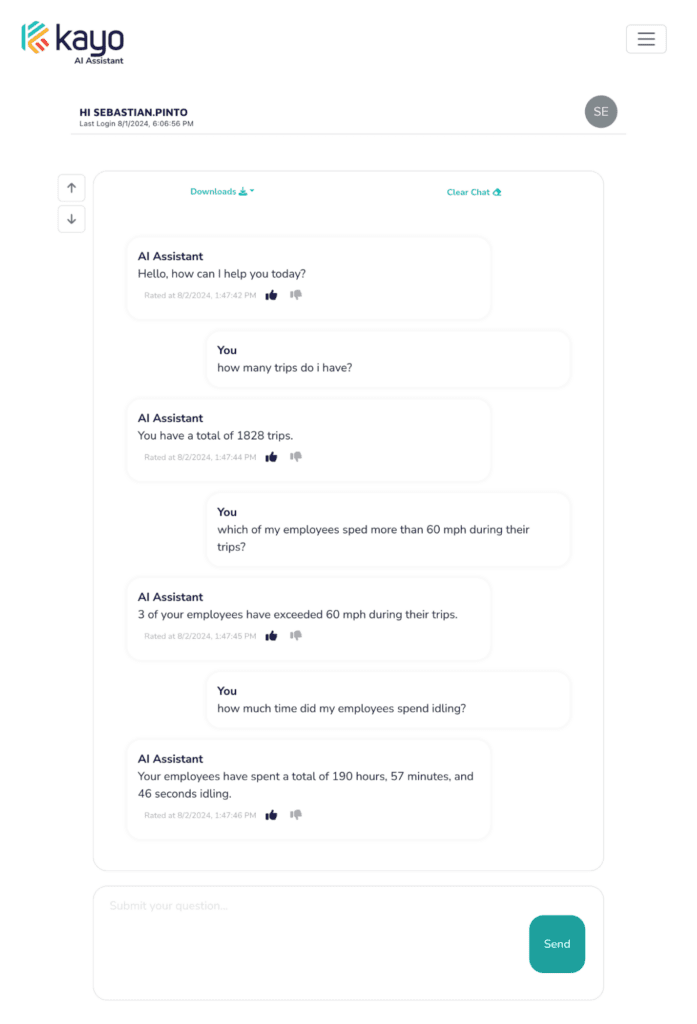 kayo
AI Assistant
HI SEBASTIAN.PINTO
Last Login 8/1/2024, 6:06:56 PM
SE
Downloads
Clear Chat
AI Assistant
Hello, how can I help you today?
Rated at 8/2/2024, 1:47:42 PM
You
how many trips do i have?
AI Assistant
You have a total of 1828 trips.
Rated at 8/2/2024, 1:47:44 PM
You
which of my employees sped more than 60 mph during their
trips?
AI Assistant
3 of your employees have exceeded 60 mph during their trips.
Rated at 8/2/2024, 1:47:45 PM
You
how much time did my employees spend idling?
AI Assistant
Your employees have spent a total of 190 hours, 57 minutes, and
46 seconds idling.
Rated at 8/2/2024, 1:47:46 PM
Submit your question...
Send